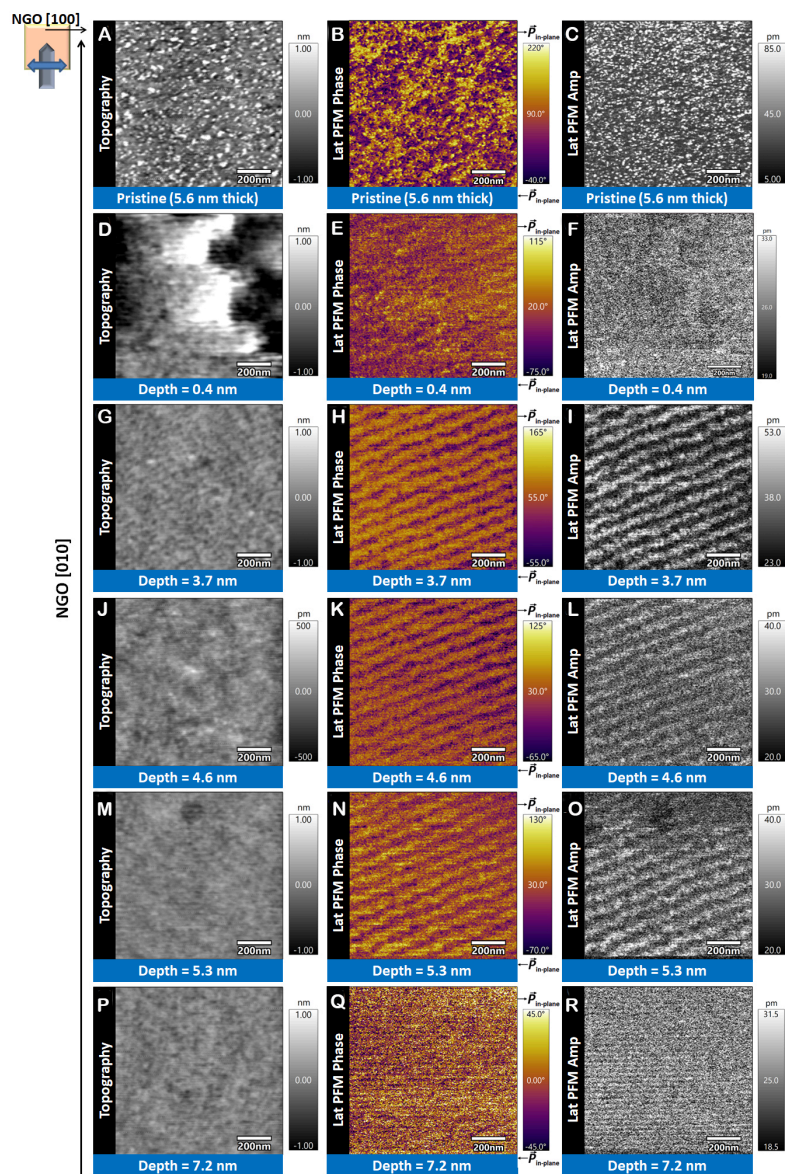 NGO [100]
NGO [010]
A
Topography
nm
1.00
0.00
-1.00
200nm
B
Lat PFM Phase
P⃗ in-plane
220°
90.00°
-40.0°
200nm
P⃗ in-plane
C
Lat PFM Amp
pm
85.0
45.0
5.00
200nm
Pristine (5.6 nm thick)
Pristine (5.6 nm thick)
Pristine (5.6 nm thick)
D
Topography
nm
1.00
0.00
-1.00
200nm
E
Lat PFM Phase
P⃗ in-plane
115°
20.0°
-75.0°
200nm
P⃗ in-plane
F
Lat PFM Amp
pm
33.0
26.0
19.0
200nm
Depth = 0.4 nm
Depth = 0.4 nm
Depth = 0.4 nm
G
Topography
nm
1.00
0.00
-1.00
200nm
H
Lat PFM Phase
P⃗ in-plane
165°
55.0°
-55.0°
200nm
P⃗ in-plane
I
Lat PFM Amp
pm
53.0
38.0
23.0
200nm
Depth = 3.7 nm
Depth = 3.7 nm
Depth = 3.7 nm
J
Topography
pm
500
0.00
-500
200nm
K
Lat PFM Phase
P⃗ in-plane
125°
30.0°
-65.0°
200nm
P⃗ in-plane
L
Lat PFM Amp
pm
40.0
30.0
20.0
200nm
Depth = 4.6 nm
Depth = 4.6 nm
Depth = 4.6 nm
M
Topography
nm
1.00
0.00
-1.00
200nm
N
Lat PFM Phase
P⃗ in-plane
130°
30.0°
-70.0°
200nm
P⃗ in-plane
O
Lat PFM Amp
pm
40.0
30.0
20.0
200nm
Depth = 5.3 nm
Depth = 5.3 nm
Depth = 5.3 nm
P
Topography
nm
1.00
0.00
-1.00
200nm
Q
Lat PFM Phase
P⃗ in-plane
45.0°
0.00°
-45.0°
200nm
P⃗ in-plane
R
Lat PFM Amp
pm
31.5
25.0
18.5
200nm
Depth = 7.2 nm
Depth = 7.2 nm
Depth = 7.2 nm